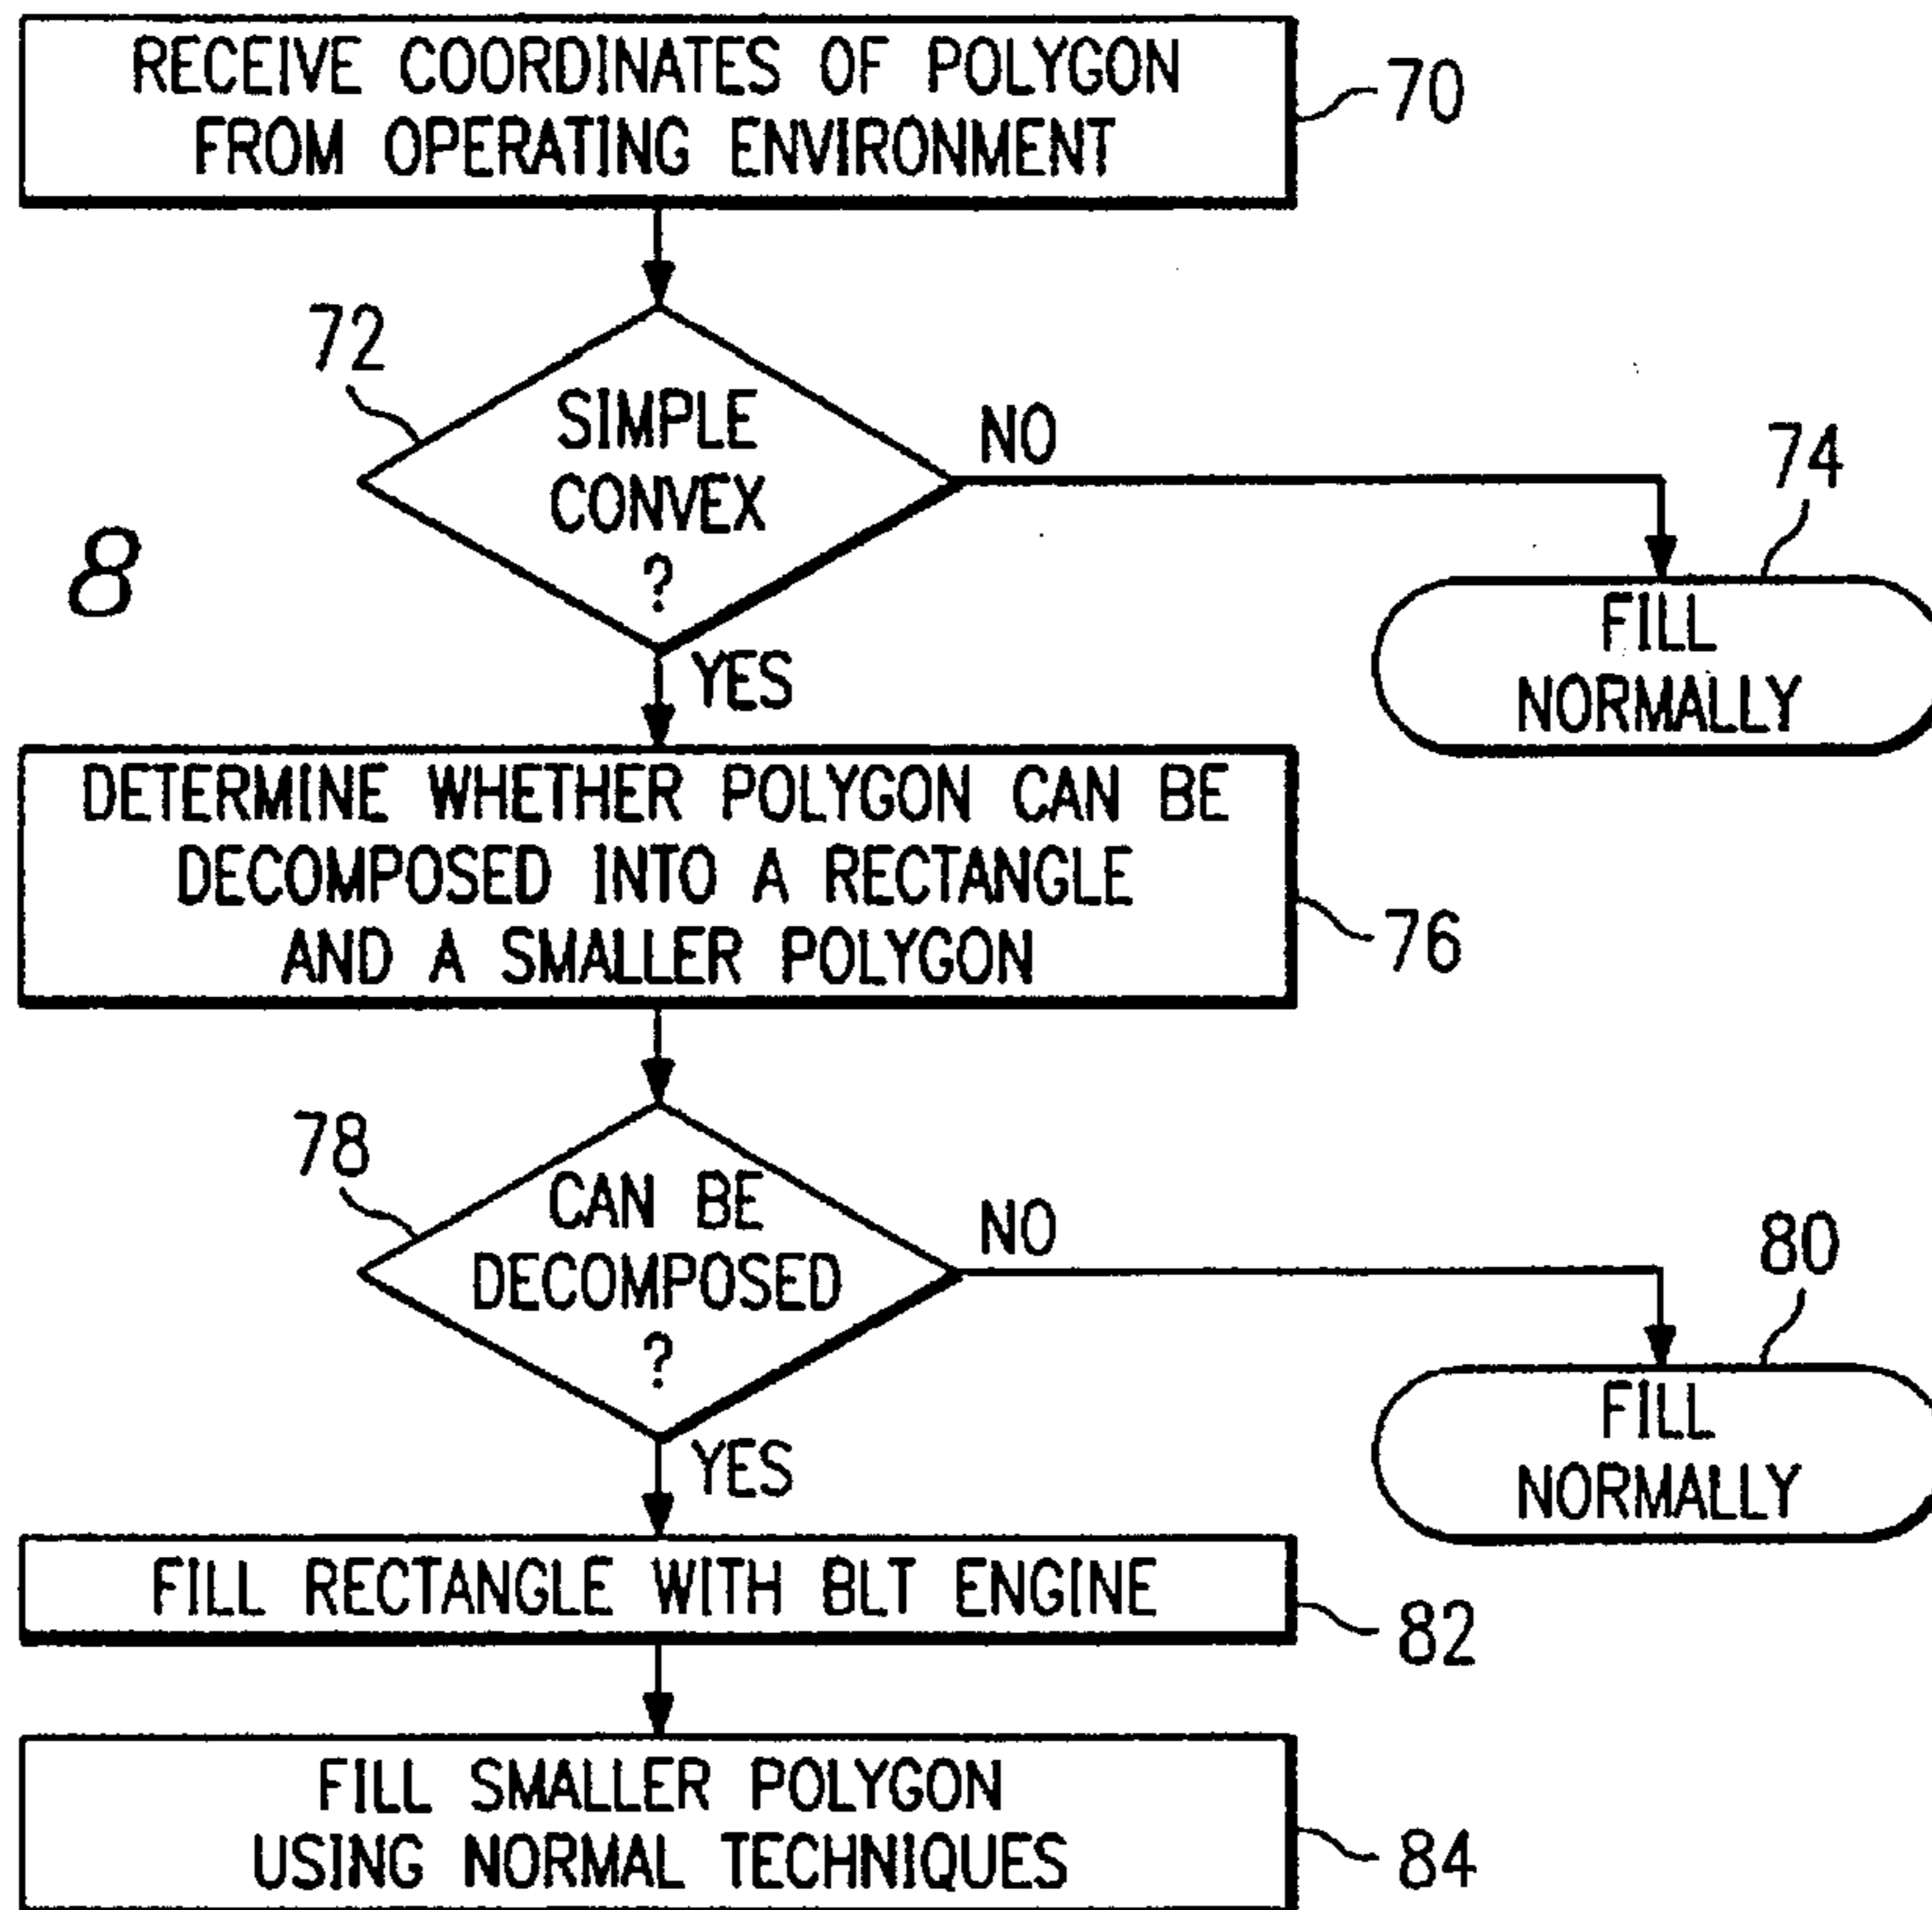 RECEIVE COORDINATES OF POLYGON
FROM OPERATING ENVIRONMENT
70
72
SIMPLE
CONVEX
?
NO
74
8
FILL
NORMALLY
YES
DETERMINE WHETHER POLYGON CAN BE
DECOMPOSED INTO A RECTANGLE
AND A SMALLER POLYGON
76
78
CAN BE
DECOMPOSED
?
NO
80
FILL
NORMALLY
YES
FILL RECTANGLE WITH BLT ENGINE
82
FILL SMALLER POLYGON
USING NORMAL TECHNIQUES
84